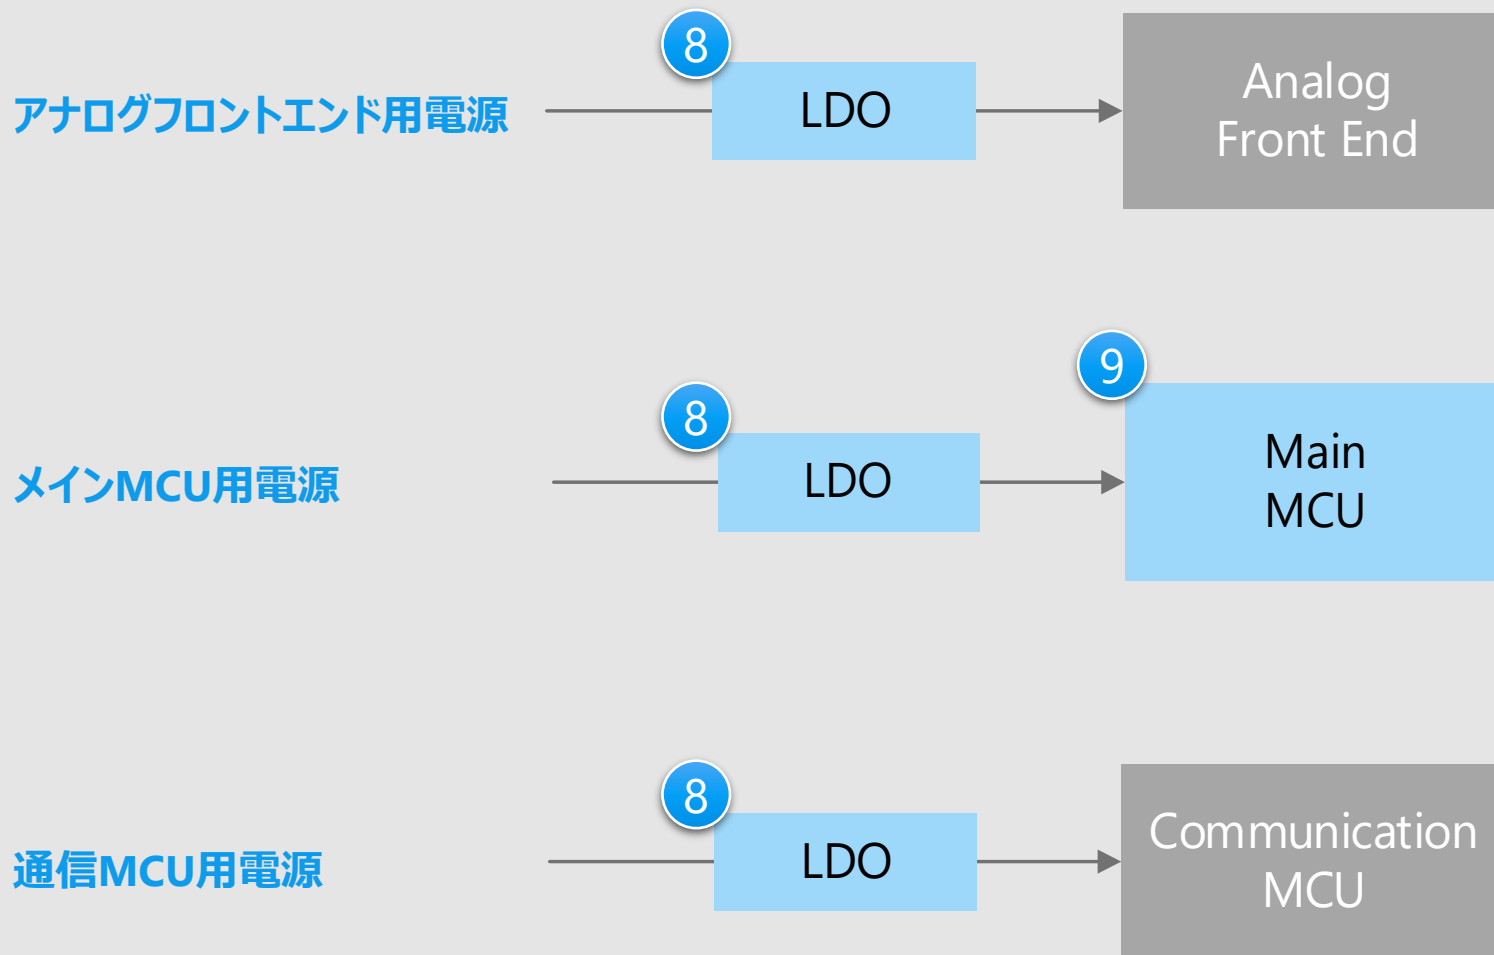 8
アナログフロントエンド用電源
LDO
Analog
Front End
9
8
メインMCU用電源
LDO
Main
MCU
8
通信MCU用電源
LDO
Communication
MCU